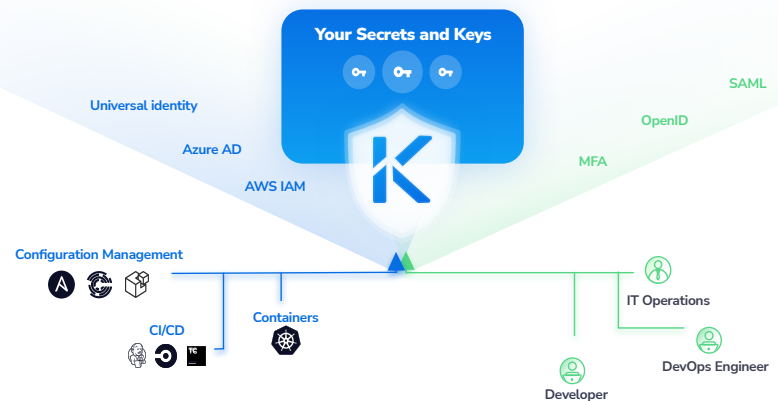 Your Secrets and Keys
SAML
Universal identity
OpenID
Azure AD
MFA
AWS IAM
K
Configuration Management
A
IT Operations
Containers
CI/CD
TC
DevOps Engineer
Developer